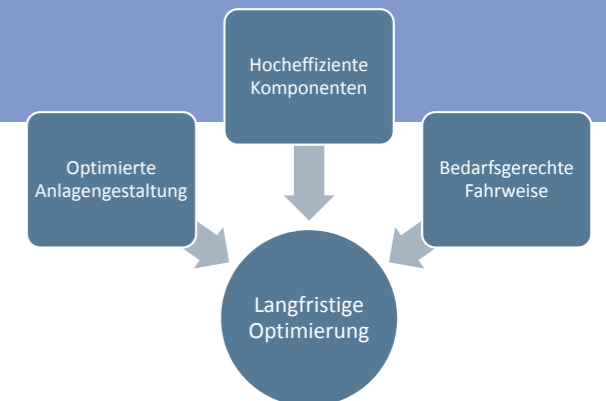 Hocheffiziente
Komponenten
Optimierte
Anlagengestaltung
Bedarfsgerechte
Fahrweise
Langfristige
Optimierung